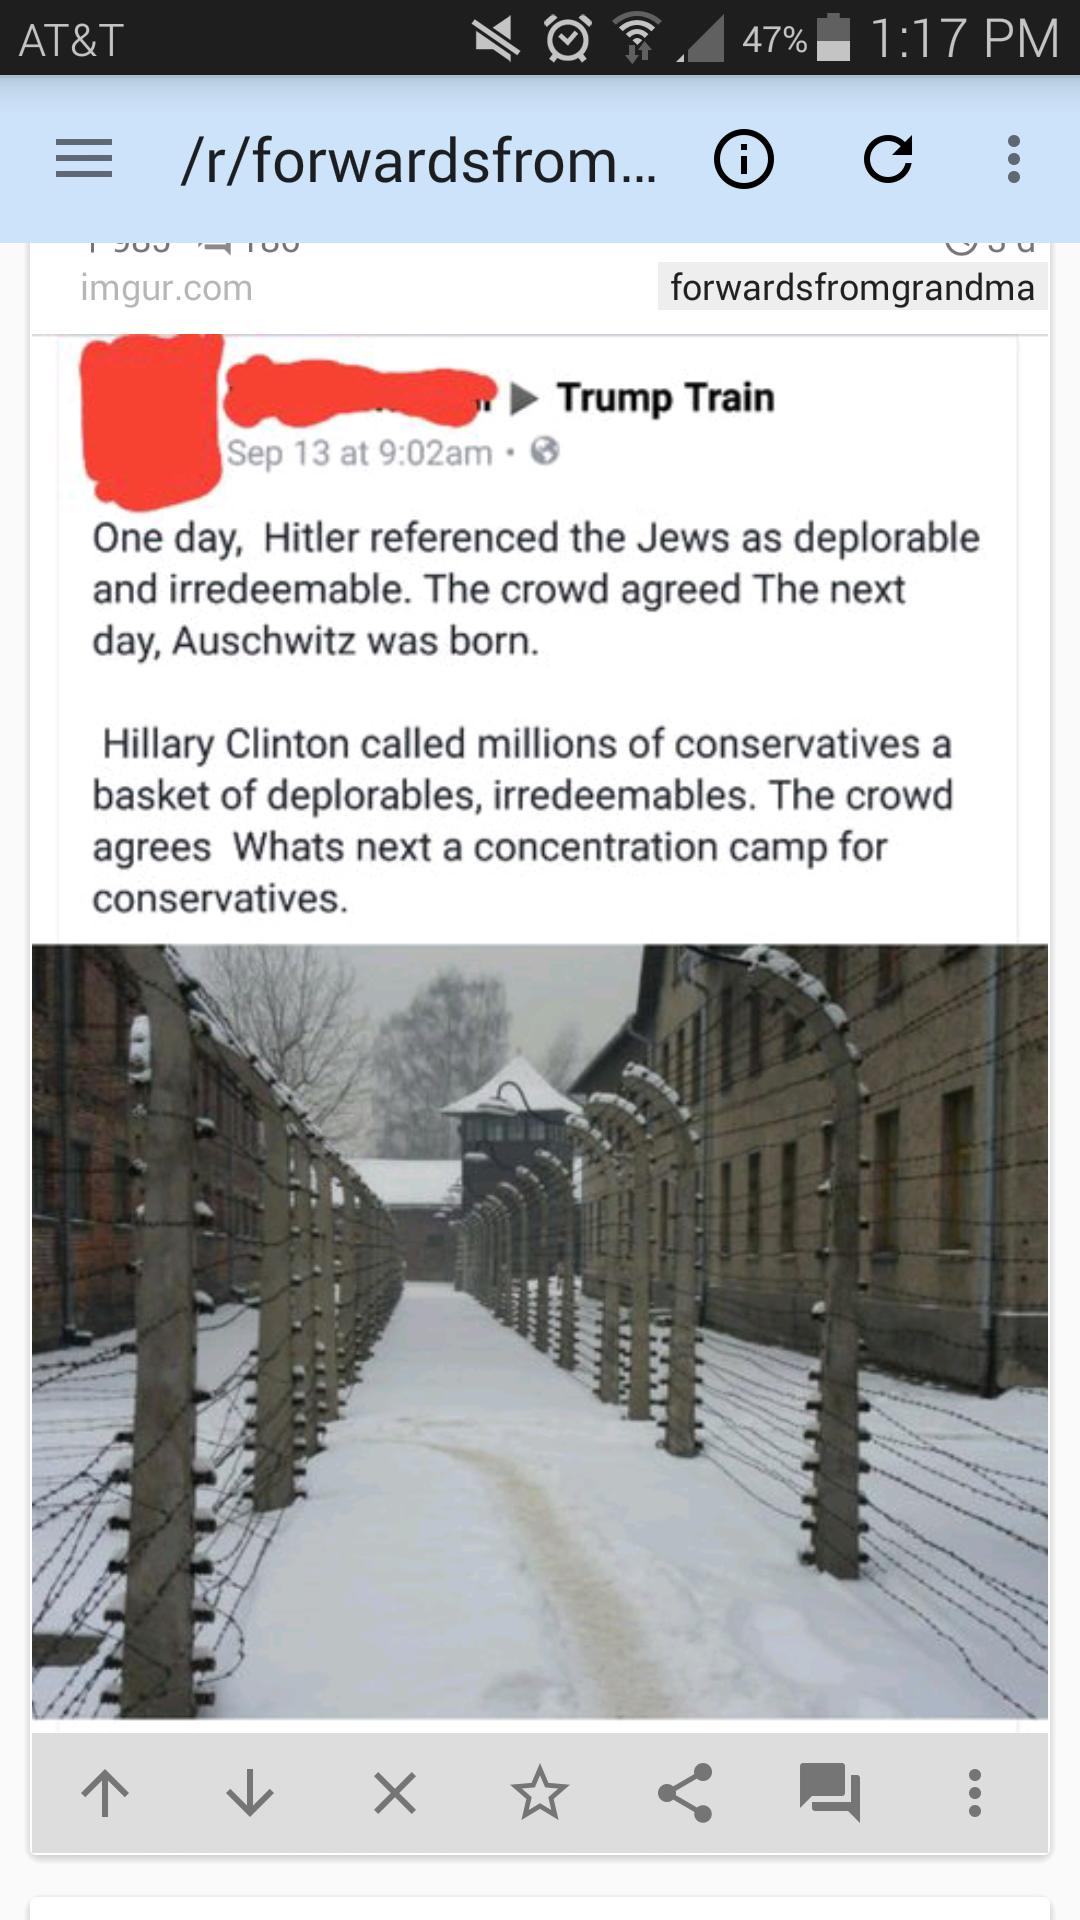 AT&T 47% 1:17 PM
/r/forwardsfrom...
imgur.com forwardsfromgrandma
Trump Train
Sep 13 at 9:02am ·
One day,  Hitler referenced the Jews as deplorable
and irredeemable. The crowd agreed The next
day, Auschwitz was born.
Hillary Clinton called millions of conservatives a
basket of deplorables, irredeemables. The crowd
agrees  Whats next a concentration camp for
conservatives.